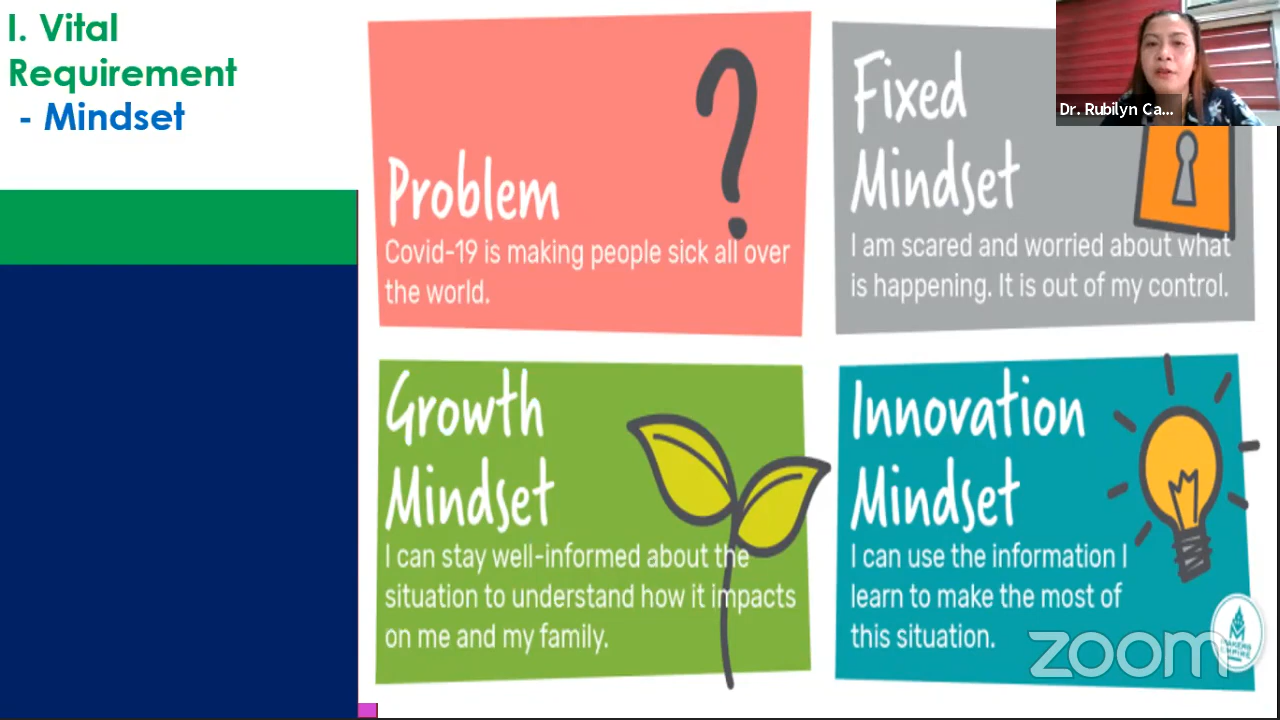 I. Vital
Requirement
- Mindset
Problem
Covid-19 is making people sick all over
the world.
Fixed
Mindset
I am scared and worried about what
is happening. It is out of my control.
Dr. Rubilyn Ca...
Growth
Mindset
I can stay well-informed about the
situation to understand how it impacts
on me and my family.
Innovation
Mindset
I can use the information I
learn to make the most of
this situation.
MAKERS
EMPIRE
zoom